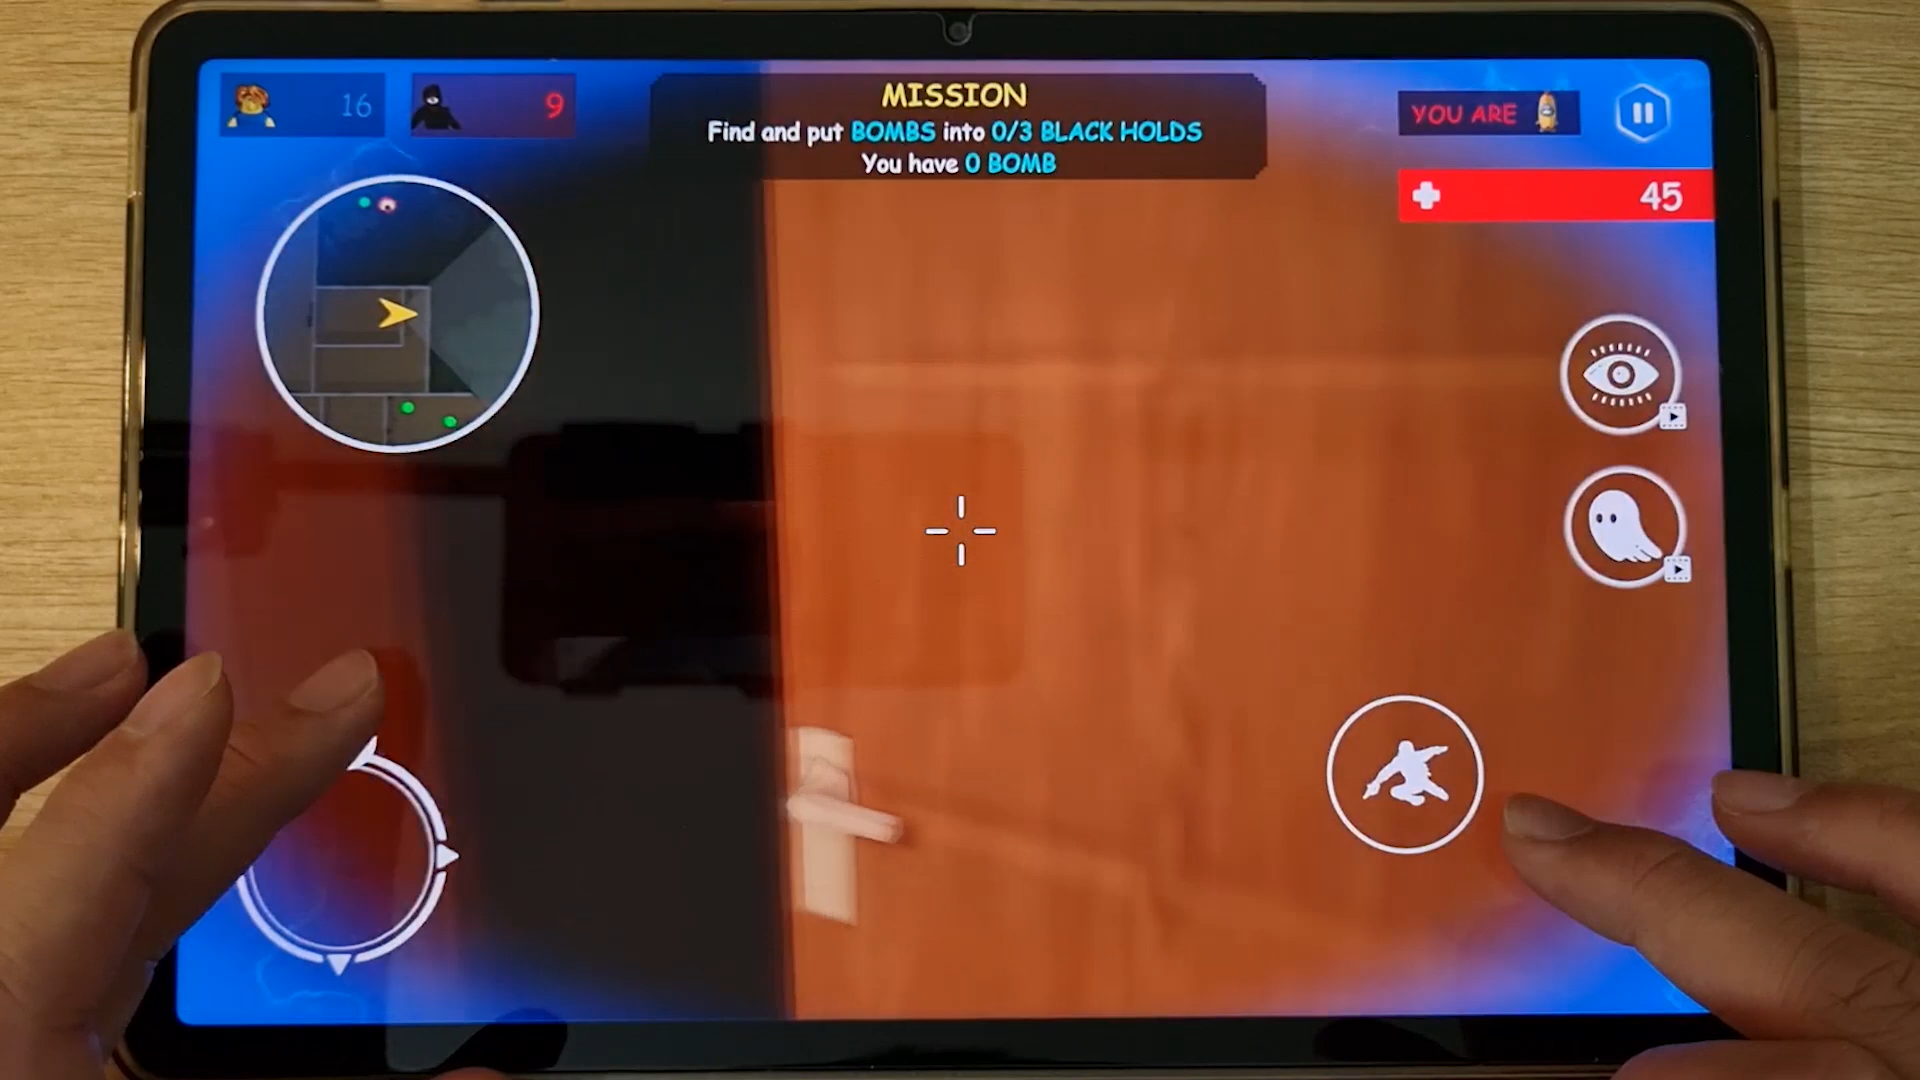 16
9
MISSION
Find and put BOMBS into 0/3 BLACK HOLDS
You have 0 BOMB
YOU ARE
45